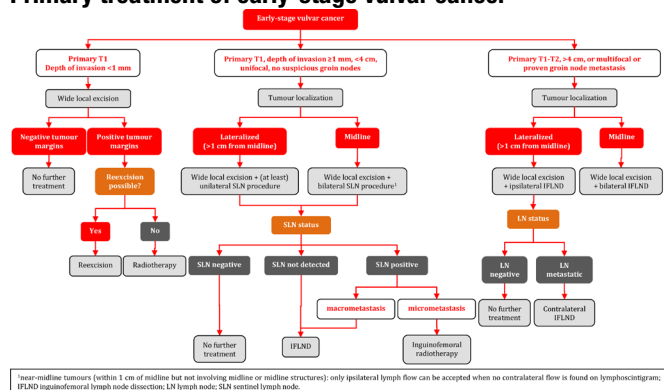 Primary treatment of early-stage vulvar cancer
Early-stage vulvar cancer
Primary T1
Depth of invasion <1 mm
Primary T1, depth of invasion ≥1 mm, <4 cm,
unifocal, no suspicious groin nodes
Primary T1-T2, >4 cm, or multifocal or
proven groin node metastasis
Wide local excision
Tumour localization
Tumour localization
Negative tumour
margins
Positive tumour
margins
Lateralized
(>1 cm from midline)
Midline
Lateralized
(>1 cm from midline)
Midline
No further
treatment
Reexcision
possible?
Wide local excision + (at least)
unilateral SLN procedure
Wide local excision +
bilateral SLN procedure¹
Wide local excision
+ ipsilateral IFLND
Wide local excision
+ bilateral IFLND
Yes
No
SLN status
LN status
Reexcision
Radiotherapy
SLN negative
SLN not detected
SLN positive
LN
negative
LN
metastatic
macrometastasis
micrometastasis
No further
treatment
Contralateral
IFLND
No further
treatment
IFLND
Inguinofemoral
radiotherapy
¹near-midline tumours (within 1 cm of midline but not involving midline or midline structures): only ipsilateral lymph flow can be accepted when no contralateral flow is found on lymphoscintigram;
IFLND inguinofemoral lymph node dissection; LN lymph node; SLN sentinel lymph node.